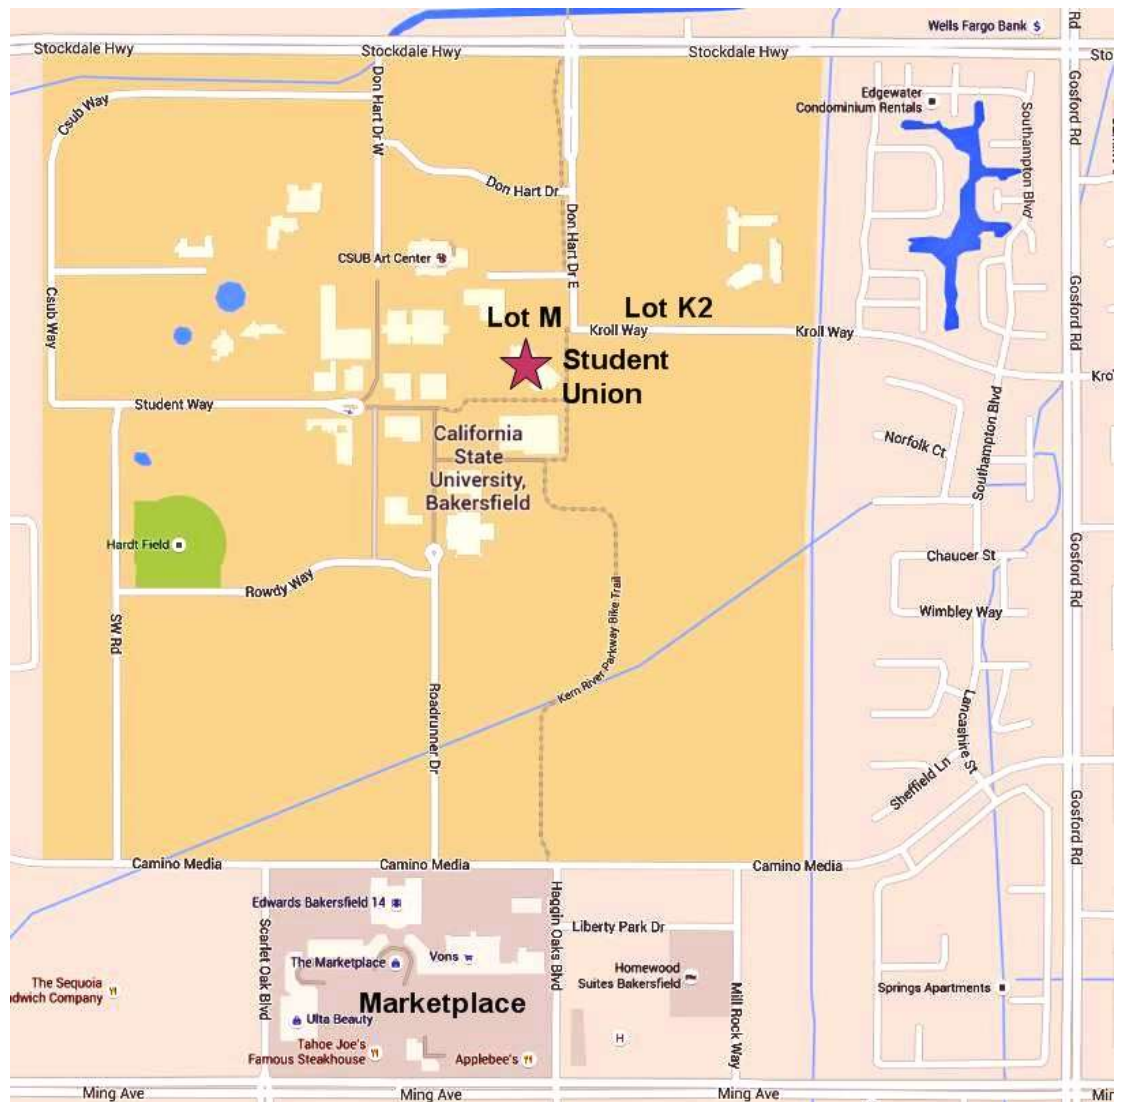 Rd
Wells Fargo Bank $
Stockdale Hwy
Stockdale Hwy
Stockdale Hwy
Sto
Csub Way
Don Hart Dr W
Edgewater
Condominium Rentals
Southampton Blvd
Gosford Rd
Don Hart Dr
Don Hart Dr E
CSUB Art Center
Csub Way
Lot M
Lot K2
Kroll Way
Kroll Way
Gosford Rd
Student
Union
Kro
Student Way
California
State
University,
Bakersfield
Norfolk Ct
Southampton Blvd
Hardt Field
Rowdy Way
Chaucer St
Gosford Rd
Wimbley Way
SW Rd
Kern River Parkway Bike Trail
Roadrunner Dr
Lancashire St
Sheffield Ln
Gosford Rd
Camino Media
Camino Media
Camino Media
Edwards Bakersfield 14
Scarlet Oak Blvd
Haggin Oaks Blvd
Liberty Park Dr
The Marketplace
Vons
Homewood
Suites Bakersfield
The Sequoia
dwich Company
Marketplace
Mill Rock Way
Springs Apartments
Ulta Beauty
Tahoe Joe's
Famous Steakhouse
Applebee's
H
Ming Ave
Ming Ave
Ming Ave
Mir